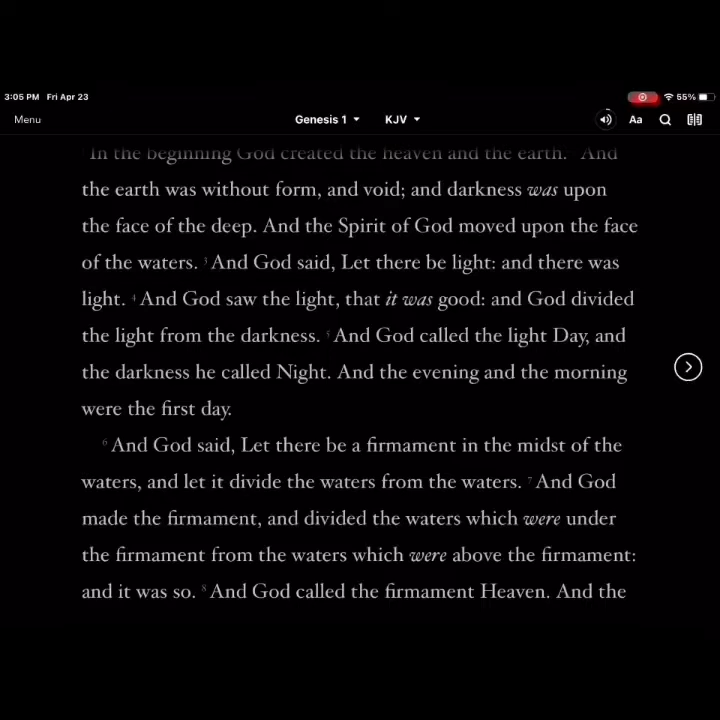 3:05 PM Fri Apr 23
55%
Menu
Genesis 1
KJV
Aa
In the beginning God created the heaven and the earth. And
the earth was without form, and void; and darkness was upon
the face of the deep. And the Spirit of God moved upon the face
of the waters. 3 And God said, Let there be light: and there was
light. 4 And God saw the light, that it was good: and God divided
the light from the darkness. 5 And God called the light Day, and
the darkness he called Night. And the evening and the morning
were the first day.
6 And God said, Let there be a firmament in the midst of the
waters, and let it divide the waters from the waters. 7 And God
made the firmament, and divided the waters which were under
the firmament from the waters which were above the firmament:
and it was so. 8 And God called the firmament Heaven. And the